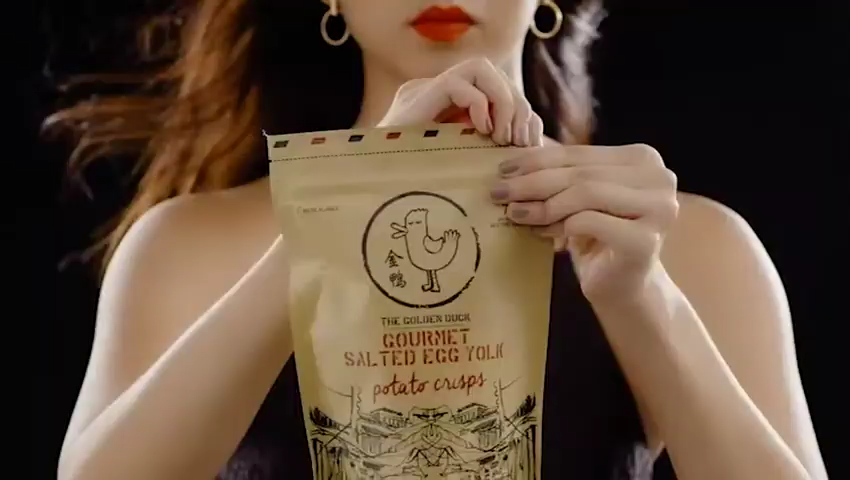 金
鴨
THE GOLDEN DUCK
GOURMET
SALTED EGG YOLK
potato crisps